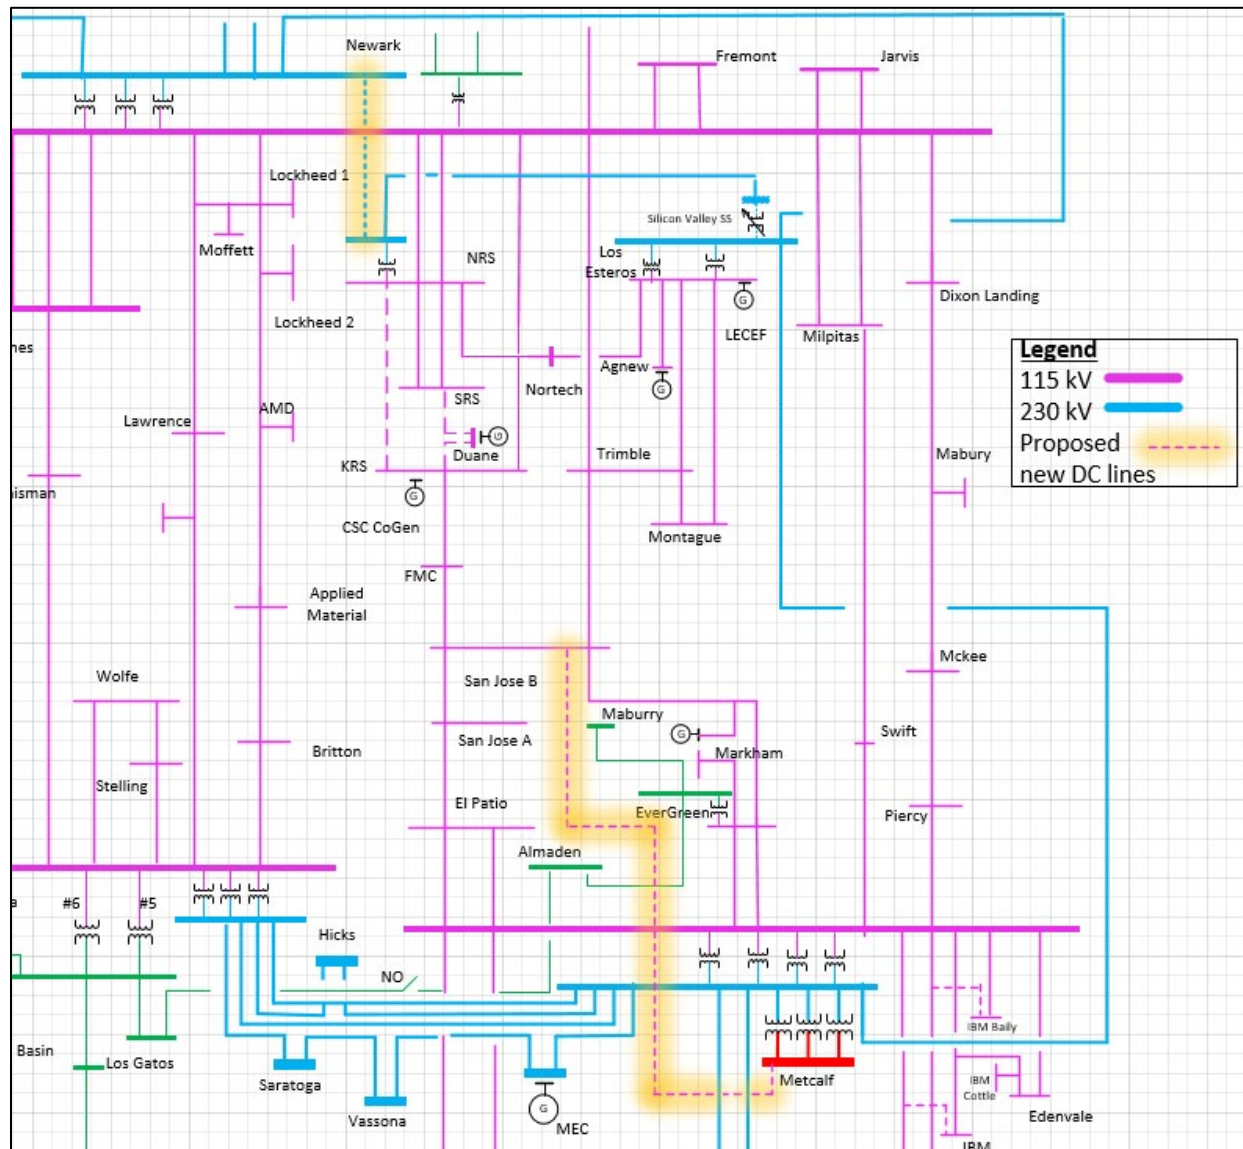 Newark
Fremont
Jarvis
Lockheed 1
Silicon Valley SS
Moffett
NRS
Los
Esteros
Dixon Landing
Lockheed 2
LECEF
Milpitas
nes
Legend
115 kV
230 kV
Proposed
new DC lines
Agnew
Nortech
G
G
SRS
AMD
Lawrence
Duane
G
Trimble
Mabury
KRS
isman
G
CSC CoGen
Montague
FMC
Applied
Material
Mckee
Wolfe
San Jose B
Maburry
San Jose A
G
Swift
Britton
Markham
Stelling
El Patio
EverGreen
Piercy
Almaden
a
#6
#5
Hicks
NO
IBM Baily
Basin
Los Gatos
Saratoga
Metcalf
IBM
Cottle
Edenvale
Vassona
G
MEC
IBM